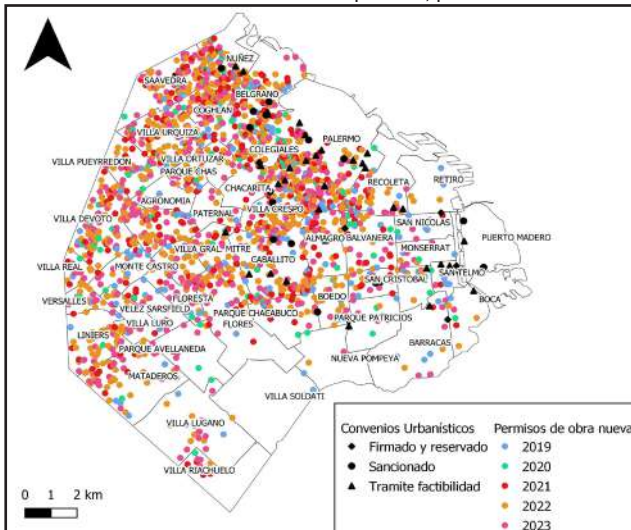 NUÑEZ
SAAVEDRA
BELGRANO
COGHLAN
VILLA URQUIZA
COLEGIALES
PALERMO
VILLA PUEYRREDON
VILLA ORTUZAR
PARQUE CHAS
RECOLETA
RETIRO
CHACARITA
AGRONOMIA
VILLA CRESPO
PATERNAL
SAN NICOLAS
VILLA DEVOTO
ALMAGRO
BALVANERA
PUERTO MADERO
VILLA GRAL. MITRE
MONSERRAT
CABALLITO
VILLA REAL
MONTE CASTRO
SAN TELMO
SAN CRISTOBAL
VERSALLES
FLORESTA
BOEDO
BOCA
VELEZ SARSFIELD
PARQUE CHACABUCO
PARQUE PATRICIOS
VILLA LURO
FLORES
LINIERS
BARRACAS
PARQUE AVELLANEDA
NUEVA POMPEYA
MATADEROS
VILLA SOLDATI
VILLA LUGANO
VILLA RIACHUELO
Convenios Urbanísticos
Firmado y reservado
Sancionado
Tramite factibilidad
Permisos de obra nueva
2019
2020
2021
2022
2023
0 1 2 km